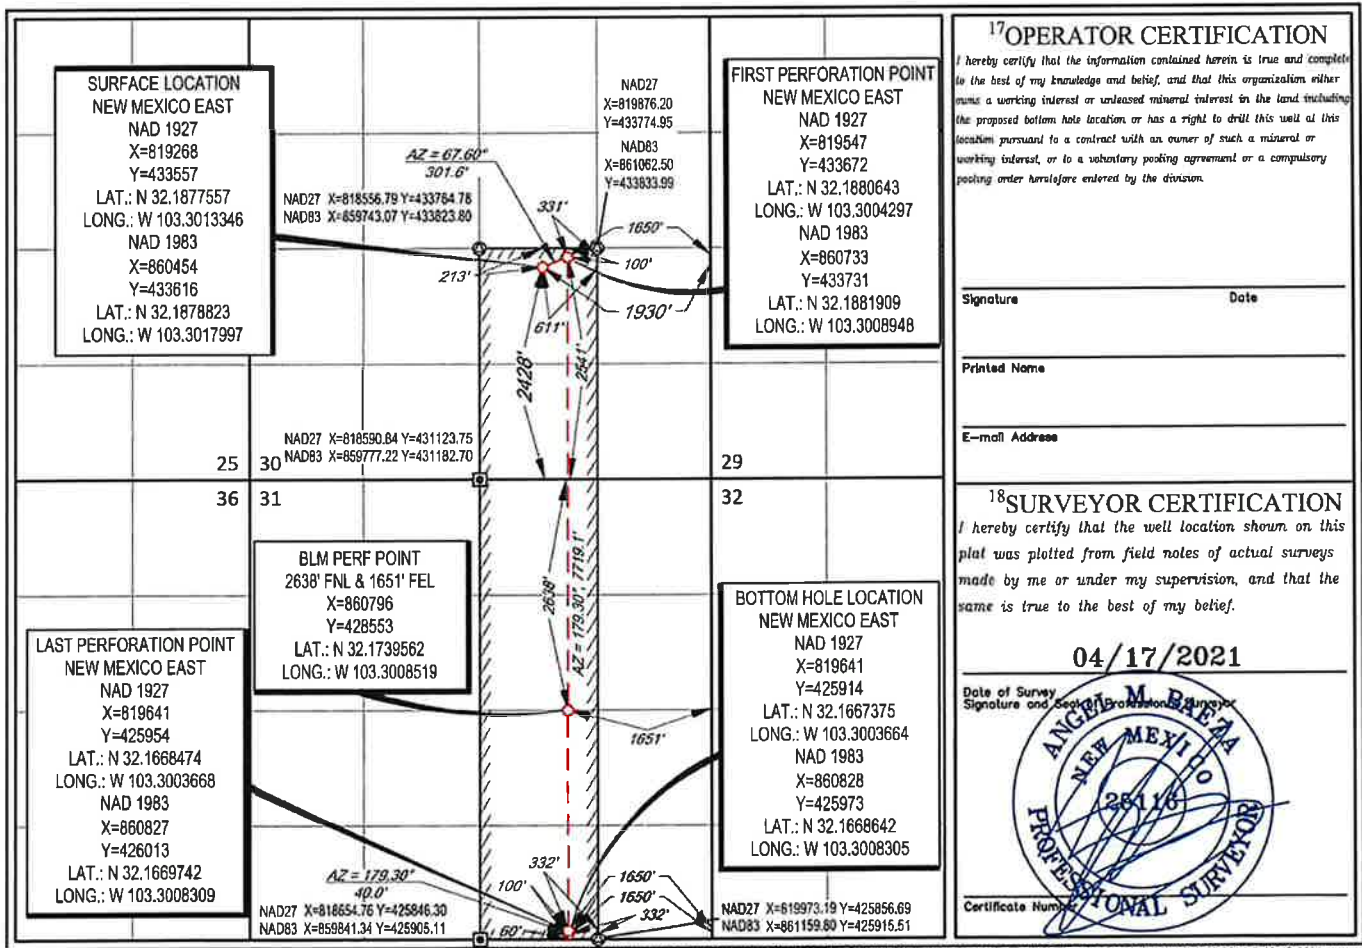 SURFACE LOCATION
NEW MEXICO EAST
NAD 1927
X=819268
Y=433557
LAT.: N 32.1877557
LONG.: W 103.3013346
NAD 1983
X=860454
Y=433616
LAT.: N 32.1878823
LONG.: W 103.3017997
NAD27
X=819876.20
Y=433774.95
NAD83
X=861062.50
Y=433833.99
AZ = 67.60°
301.6'
NAD27 X=818556.79 Y=433764.78
NAD83 X=859743.07 Y=433823.80
331'
1650'
213'
100'
611'
1930'
2428'
2541'
FIRST PERFORATION POINT
NEW MEXICO EAST
NAD 1927
X=819547
Y=433672
LAT.: N 32.1880643
LONG.: W 103.3004297
NAD 1983
X=860733
Y=433731
LAT.: N 32.1881909
LONG.: W 103.3008948
NAD27 X=818590.84 Y=431123.75
NAD83 X=859777.22 Y=431182.70
25 30
29
36 31
32
BLM PERF POINT
2638' FNL & 1651' FEL
X=860796
Y=428553
LAT.: N 32.1739562
LONG.: W 103.3008519
2638'
AZ = 179.30°, 7719.1'
1651'
LAST PERFORATION POINT
NEW MEXICO EAST
NAD 1927
X=819641
Y=425954
LAT.: N 32.1668474
LONG.: W 103.3003668
NAD 1983
X=860827
Y=426013
LAT.: N 32.1669742
LONG.: W 103.3008309
BOTTOM HOLE LOCATION
NEW MEXICO EAST
NAD 1927
X=819641
Y=425914
LAT.: N 32.1667375
LONG.: W 103.3003664
NAD 1983
X=860828
Y=425973
LAT.: N 32.1668642
LONG.: W 103.3008305
AZ = 179.30°
40.0'
332'
100'
1650'
1650'
332'
60'
NAD27 X=818654.76 Y=425846.30
NAD83 X=859841.34 Y=425905.11
NAD27 X=819973.19 Y=425856.69
NAD83 X=861159.80 Y=425915.51
17OPERATOR CERTIFICATION
I hereby certify that the information contained herein is true and complete
to the best of my knowledge and belief, and that this organization either
owns a working interest or unleased mineral interest in the land including
the proposed bottom hole location or has a right to drill this well at this
location pursuant to a contract with an owner of such a mineral or
working interest, or to a voluntary pooling agreement or a compulsory
pooling order heretofore entered by the division.
Signature Date
Printed Name
E-mail Address
18SURVEYOR CERTIFICATION
I hereby certify that the well location shown on this
plat was plotted from field notes of actual surveys
made by me or under my supervision, and that the
same is true to the best of my belief.
04/17/2021
Date of Survey
Signature and Seal of Professional Surveyor
ANGEL M. BAEZA
NEW MEXICO
25116
PROFESSIONAL SURVEYOR
Certificate Number